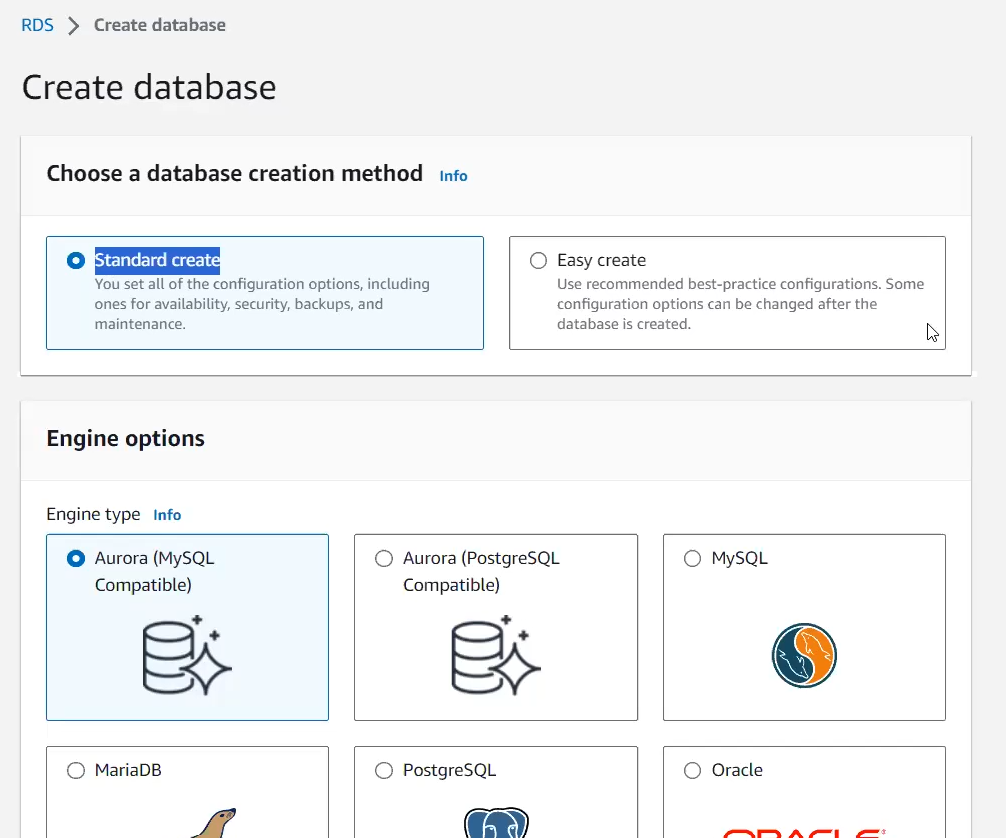 RDS > Create database
Create database
Choose a database creation method Info
Standard create
You set all of the configuration options, including
ones for availability, security, backups, and
maintenance.
Easy create
Use recommended best-practice configurations. Some
configuration options can be changed after the
database is created.
Engine options
Engine type Info
Aurora (MySQL
Compatible)
Aurora (PostgreSQL
Compatible)
MySQL
MariaDB
PostgreSQL
Oracle
ORACLE